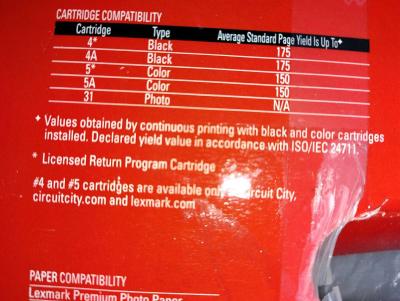 CARTRIDGE COMPATIBILITY
Cartridge Type Average Standard Page Yield Is Up To✦
4* Black 175
4A Black 175
5* Color 150
5A Color 150
31 Photo N/A
✦ Values obtained by continuous printing with black and color cartridges
installed. Declared yield value in accordance with ISO/IEC 24711.
* Licensed Return Program Cartridge
#4 and #5 cartridges are available only rcuit City,
circuitcity.com and lexmark.com
PAPER COMPATIBILITY
Lexmark Premium Photo Paper